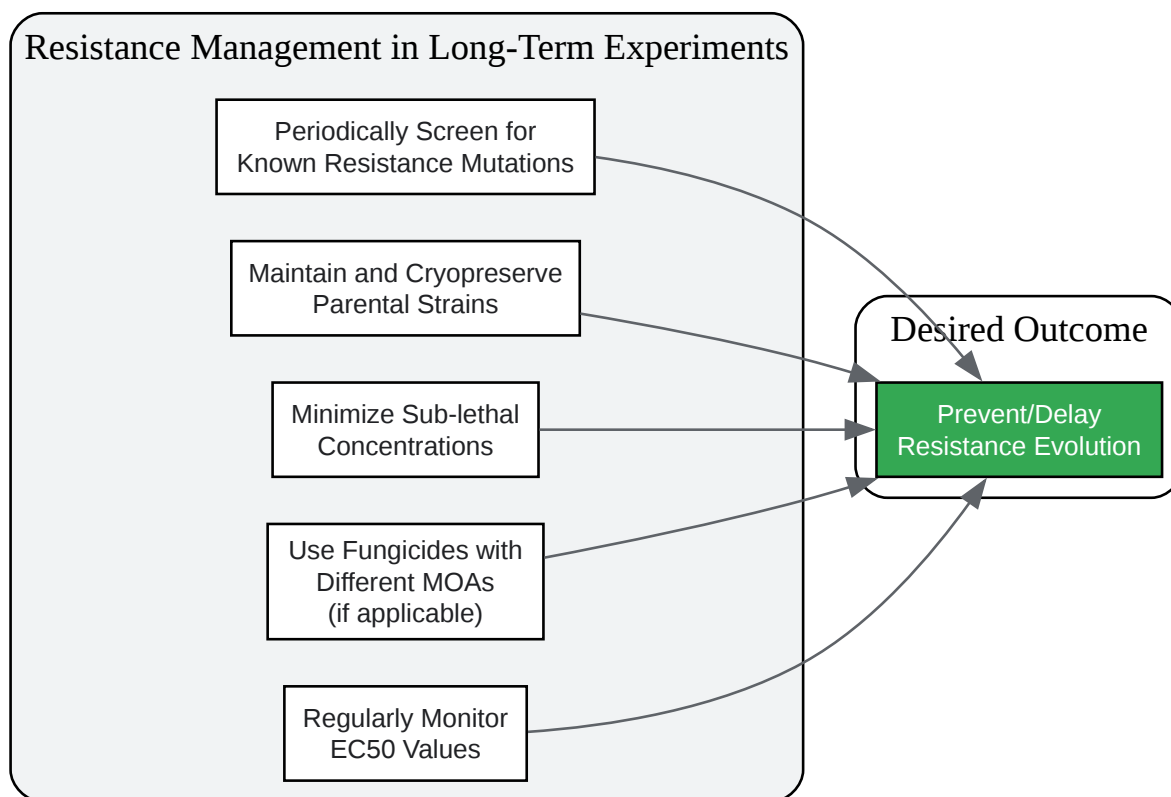 Resistance Management in Long-Term Experiments
Periodically Screen for
Known Resistance Mutations
Maintain and Cryopreserve
Parental Strains
Minimize Sub-lethal
Concentrations
Use Fungicides with
Different MOAs
(if applicable)
Regularly Monitor
EC50 Values
Desired Outcome
Prevent/Delay
Resistance Evolution